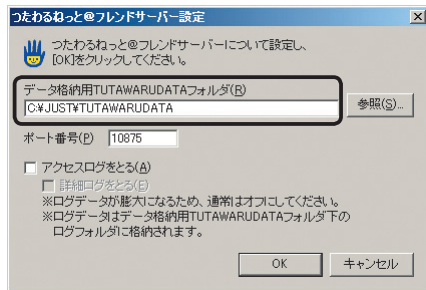 つたわるねっと@フレンドサーバー設定
つたわるねっと@フレンドサーバーについて設定し、
[OK]をクリックしてください。
データ格納用TUTAWARUDATAフォルダ(R)
C:¥JUST¥TUTAWARUDATA
参照(S)...
ポート番号(P) 10875
アクセスログをとる(A)
詳細ログをとる(E)
※ログデータが膨大になるため、通常はオフにしてください。
※ログデータはデータ格納用TUTAWARUDATAフォルダ下の
ログフォルダに格納されます。
OK キャンセル